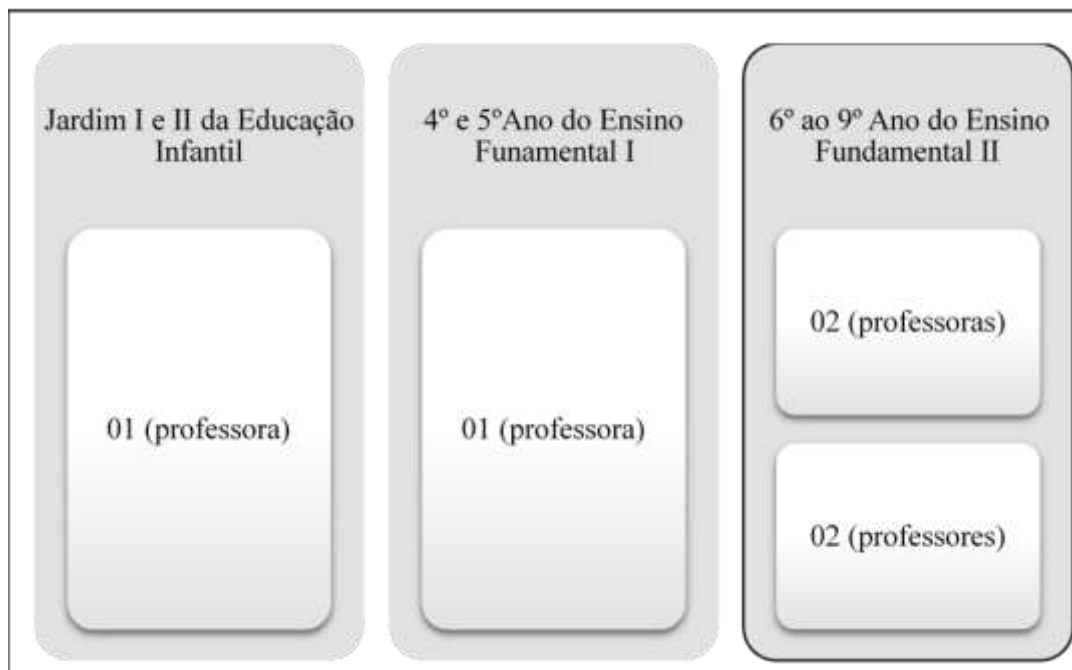 Jardim I e II da Educação
Infantil
01 (professora)
4º e 5ºAno do Ensino
Funamental I
01 (professora)
6º ao 9º Ano do Ensino
Fundamental II
02 (professoras)
02 (professores)